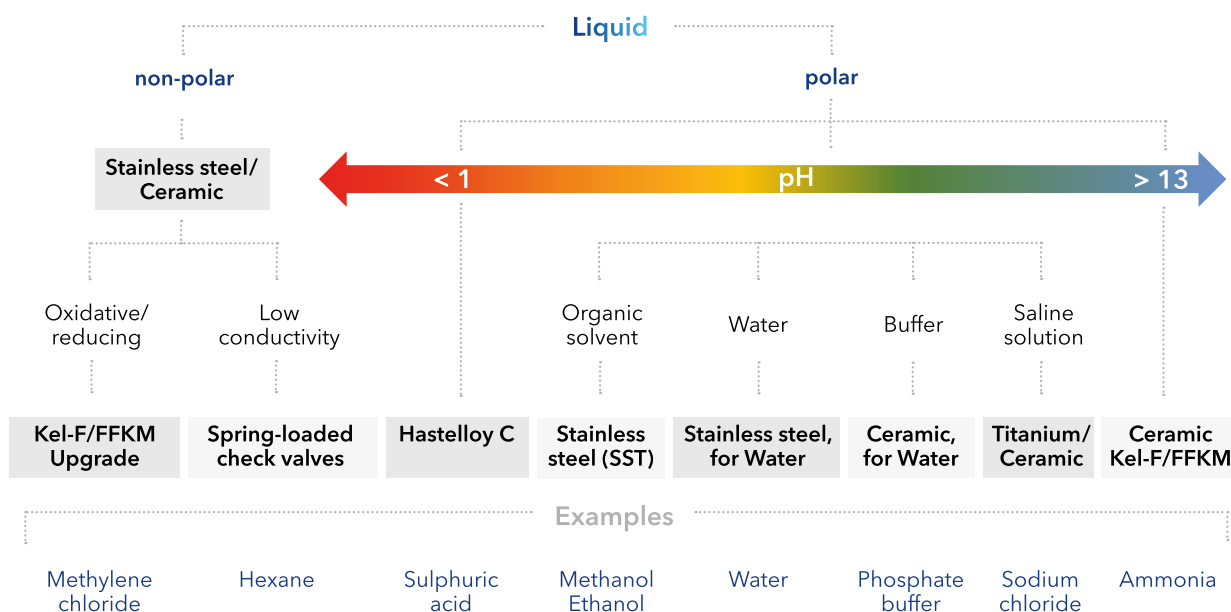 Liquid
non-polar
polar
Stainless steel/
Ceramic
< 1
pH
> 13
Oxidative/
reducing
Low
conductivity
Organic
solvent
Water
Buffer
Saline
solution
Kel-F/FFKM
Upgrade
Spring-loaded
check valves
Hastelloy C
Stainless
steel (SST)
Stainless steel,
for Water
Ceramic,
for Water
Titanium/
Ceramic
Ceramic
Kel-F/FFKM
Examples
Methylene
chloride
Hexane
Sulphuric
acid
Methanol
Ethanol
Water
Phosphate
buffer
Sodium
chloride
Ammonia